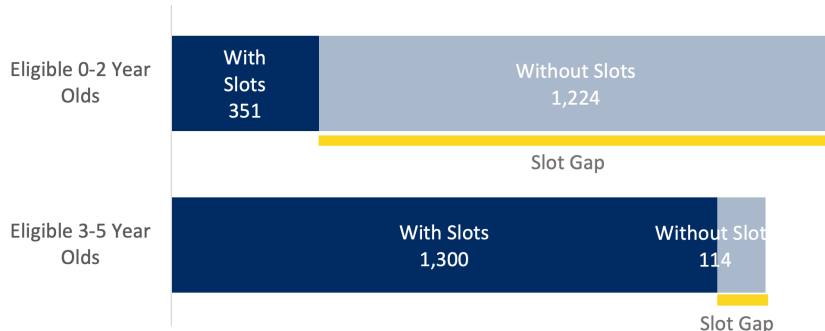 Eligible 0-2 Year
Olds
With
Slots
351
Without Slots
1,224
Slot Gap
Eligible 3-5 Year
Olds
With Slots
1,300
Without Slot
114
Slot Gap